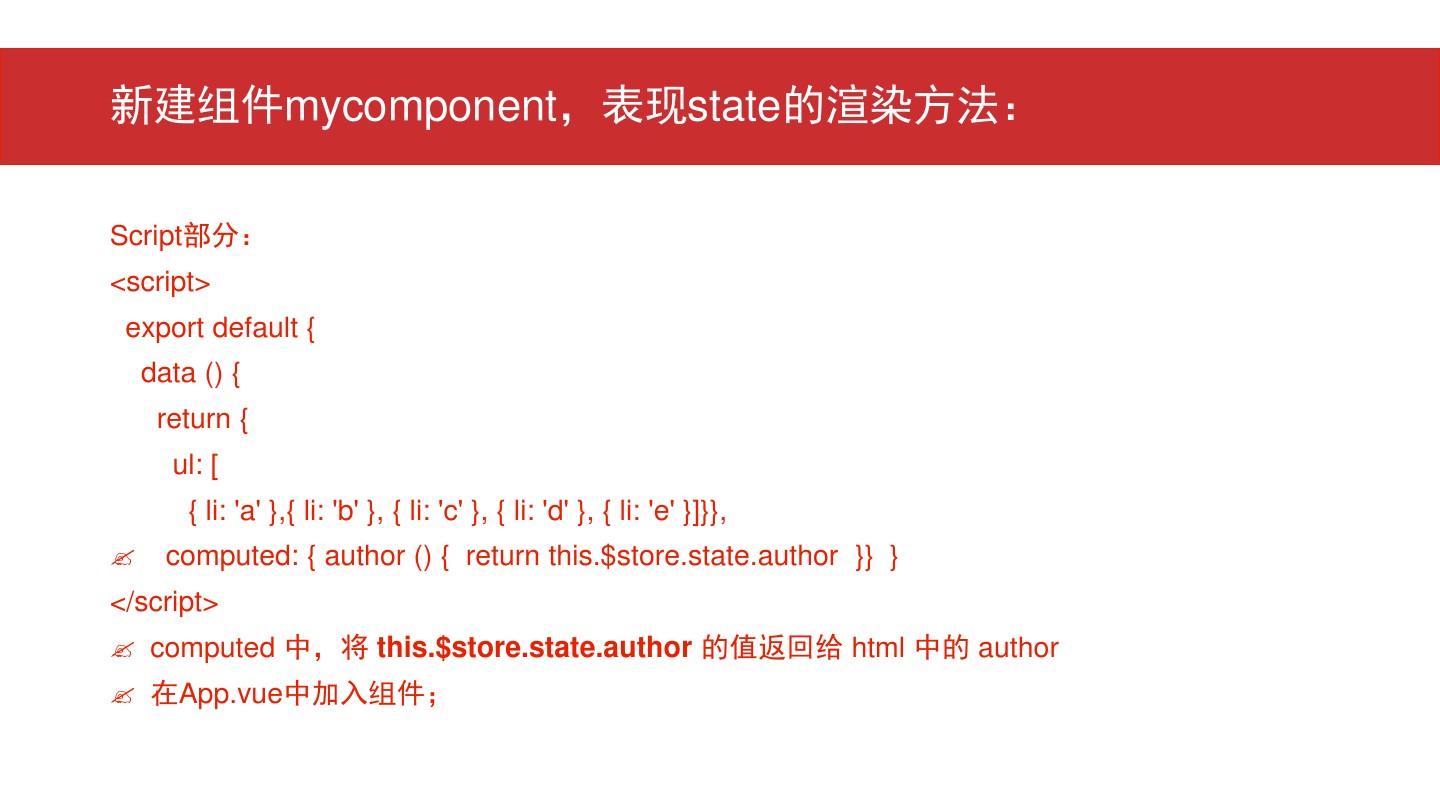 新建组件mycomponent，表现state的渲染方法：
Script部分：
<script>
export default {
data () {
return {
ul: [
{ li: 'a' },{ li: 'b' }, { li: 'c' }, { li: 'd' }, { li: 'e' }]}},
computed: { author () {  return this.$store.state.author  }}  }
</script>
computed 中，将 this.$store.state.author 的值返回给 html 中的 author
在App.vue中加入组件；